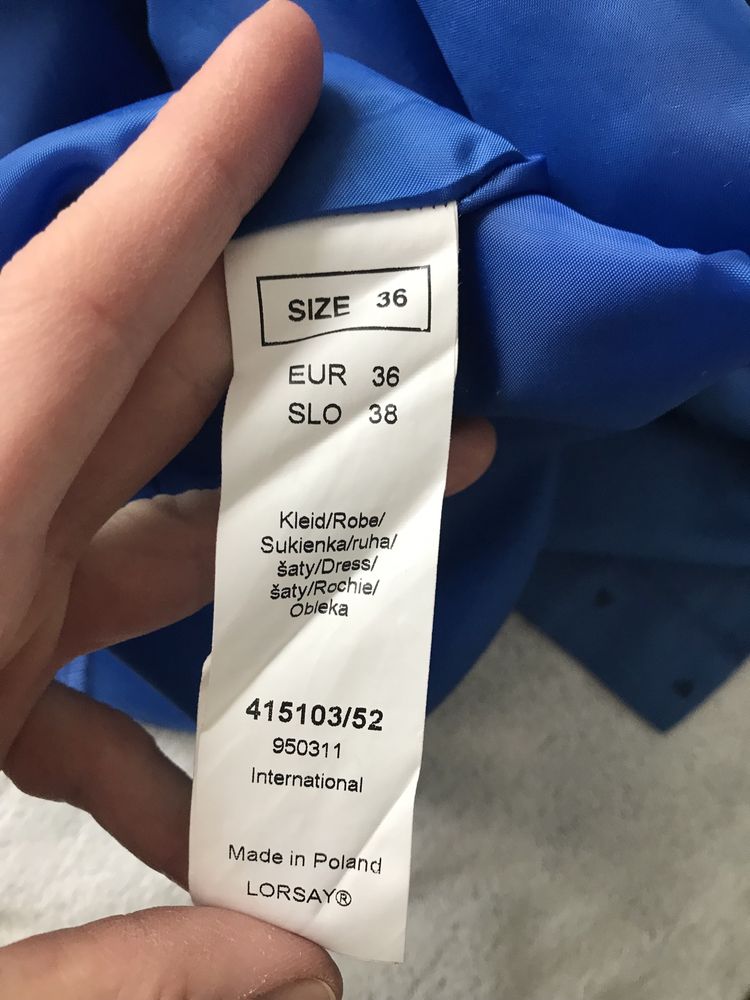 SIZE 36
EUR 36
SLO 38
Kleid/Robe/
Sukienka/ruha/
šaty/Dress/
šaty/Rochie/
Obleka
415103/52
950311
International
Made in Poland
LORSAY®